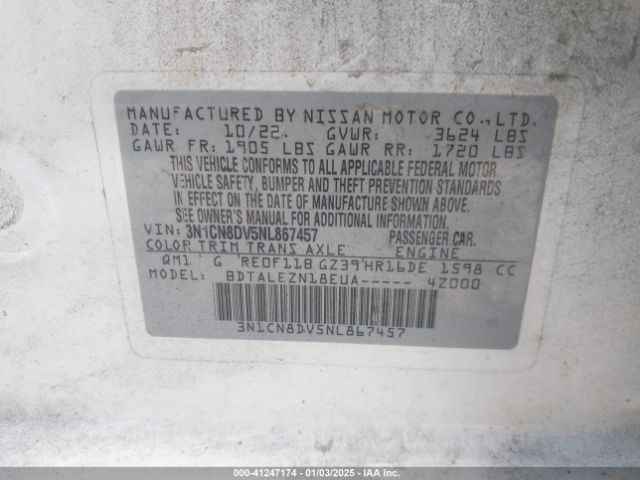 MANUFACTURED BY NISSAN MOTOR CO.,LTD.
DATE: 10/22 GVWR: 3624 LBS
GAWR FR: 1905 LBS GAWR RR: 1720 LBS
THIS VEHICLE CONFORMS TO ALL APPLICABLE FEDERAL MOTOR
VEHICLE SAFETY, BUMPER AND THEFT PREVENTION STANDARDS
IN EFFECT ON THE DATE OF MANUFACTURE SHOWN ABOVE.
SEE OWNER'S MANUAL FOR ADDITIONAL INFORMATION.
VIN: 3N1CN8DV5NL867457 PASSENGER CAR.
COLOR TRIM TRANS AXLE ENGINE
QM1 G RE0F11B GZ39 HR16DE 1598 CC
MODEL: BDTALEZN18EUA----- 4Z000
3N1CN8DV5NL867457
000-41247174 - 01/03/2025 - IAA Inc.